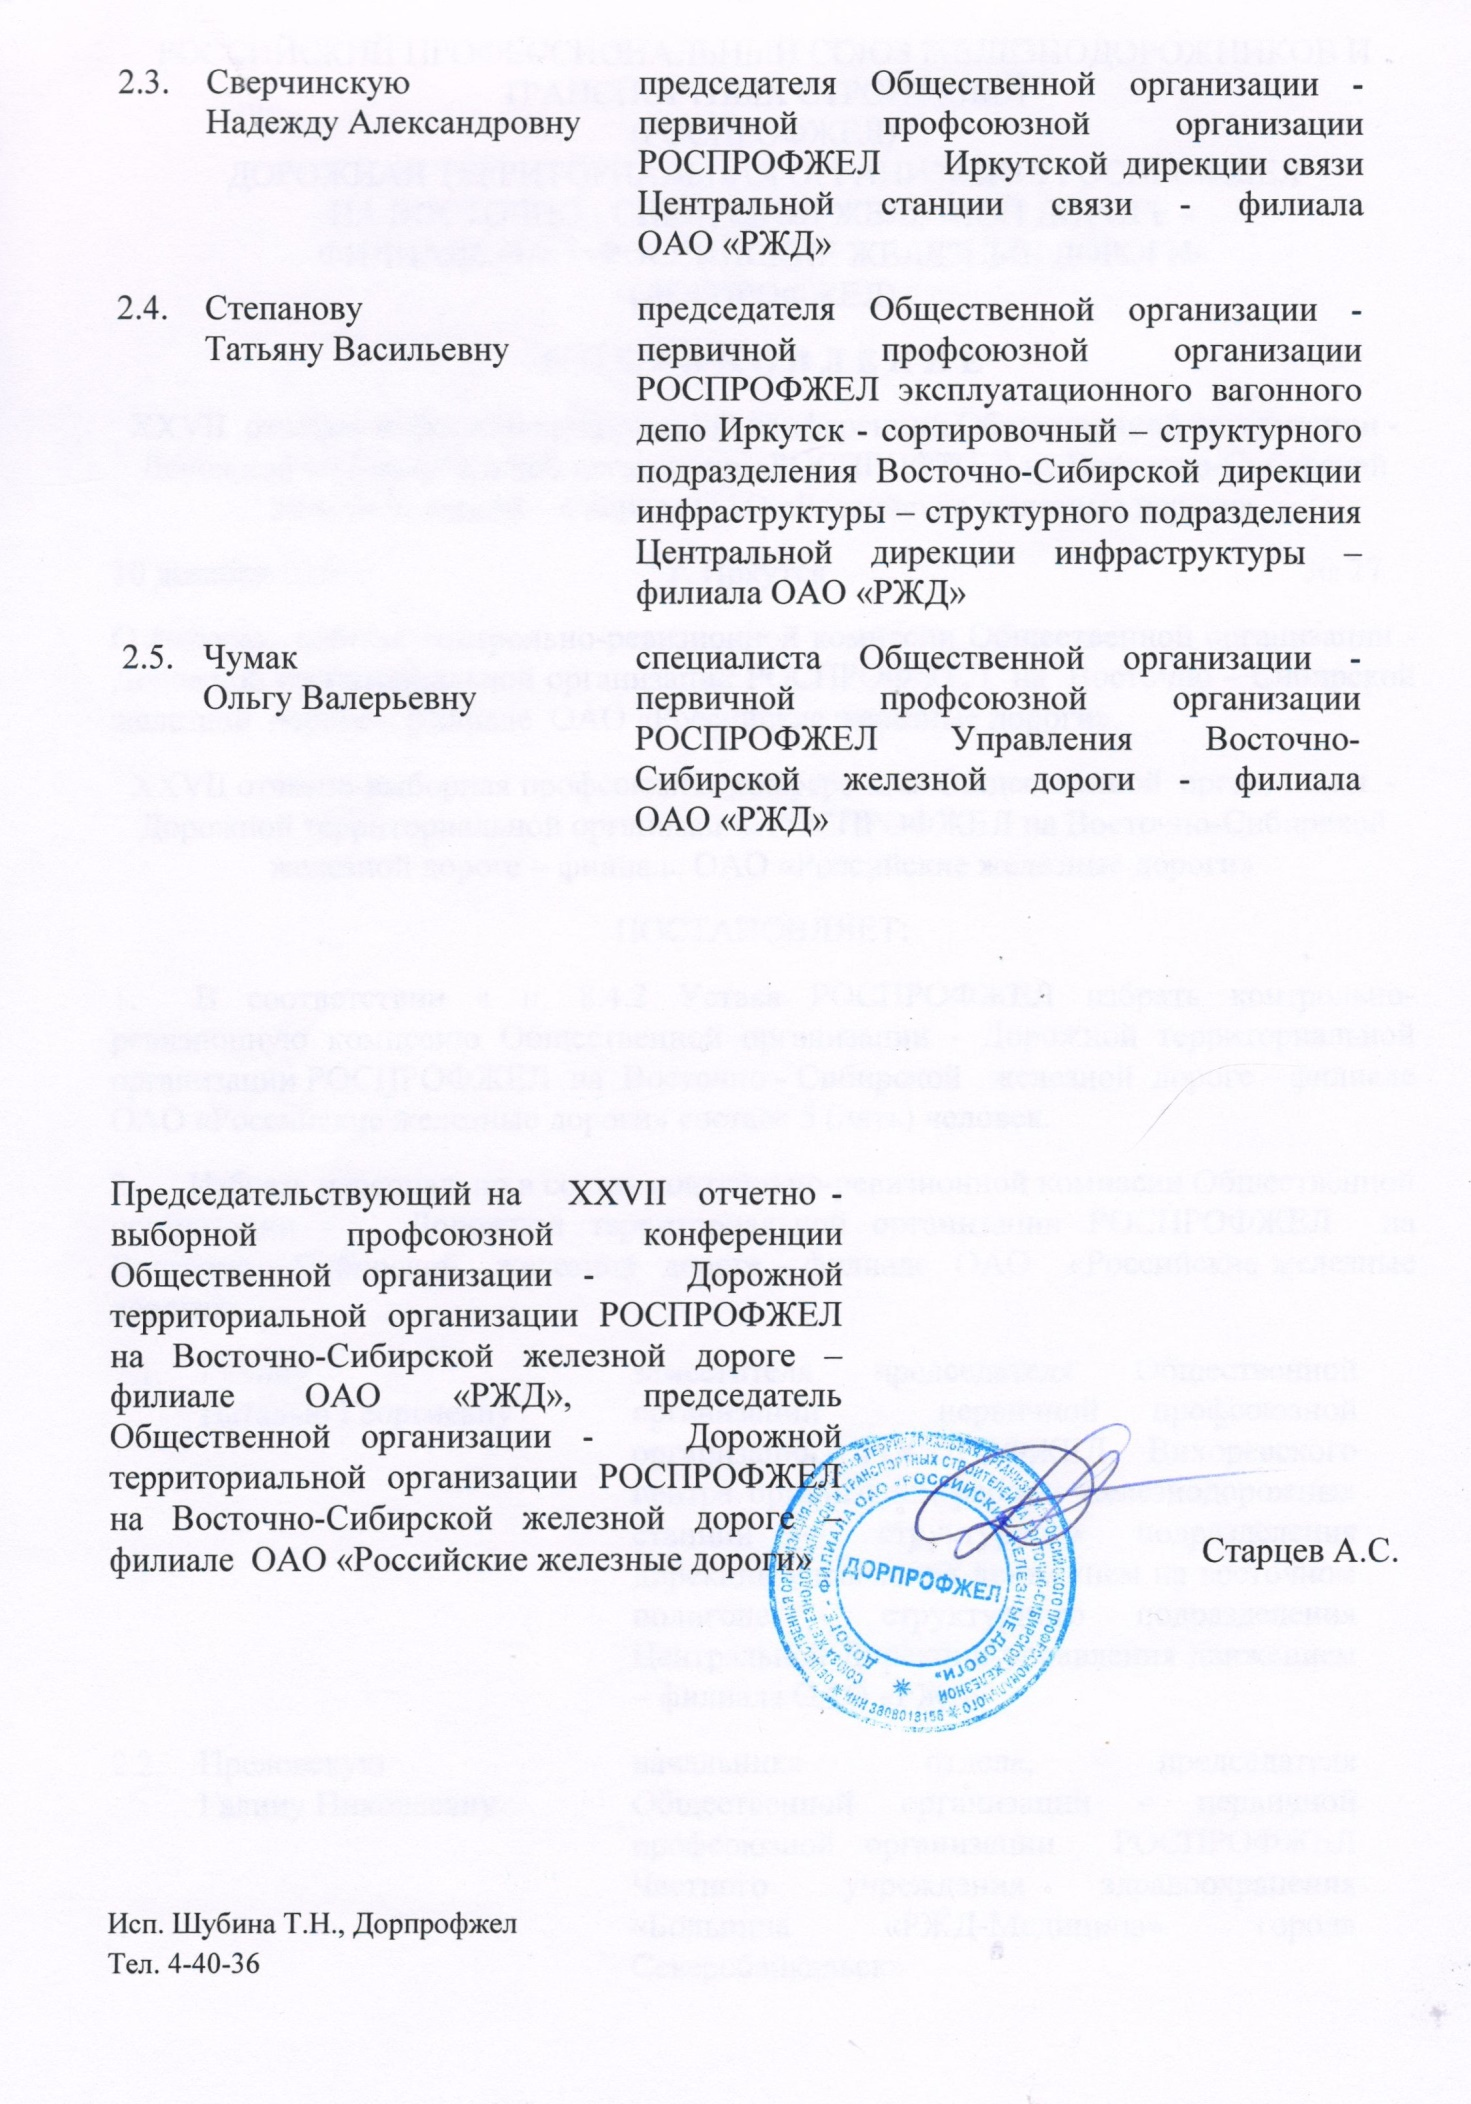 2.3. Сверчинскую
Надежду Александровну
председателя Общественной организации -
первичной профсоюзной организации
РОСПРОФЖЕЛ Иркутской дирекции связи
Центральной станции связи - филиала
ОАО «РЖД»
2.4. Степанову
Татьяну Васильевну
председателя Общественной организации -
первичной профсоюзной организации
РОСПРОФЖЕЛ эксплуатационного вагонного
депо Иркутск - сортировочный – структурного
подразделения Восточно-Сибирской дирекции
инфраструктуры – структурного подразделения
Центральной дирекции инфраструктуры –
филиала ОАО «РЖД»
2.5. Чумак
Ольгу Валерьевну
специалиста Общественной организации -
первичной профсоюзной организации
РОСПРОФЖЕЛ Управления Восточно-
Сибирской железной дороги - филиала
ОАО «РЖД»
Председательствующий на XXVII отчетно -
выборной профсоюзной конференции
Общественной организации - Дорожной
территориальной организации РОСПРОФЖЕЛ
на Восточно-Сибирской железной дороге –
филиале ОАО «РЖД», председатель
Общественной организации - Дорожной
территориальной организации РОСПРОФЖЕЛ
на Восточно-Сибирской железной дороге –
филиале ОАО «Российские железные дороги»
Старцев А.С.
ДОРПРОФЖЕЛ
Исп. Шубина Т.Н., Дорпрофжел
Тел. 4-40-36